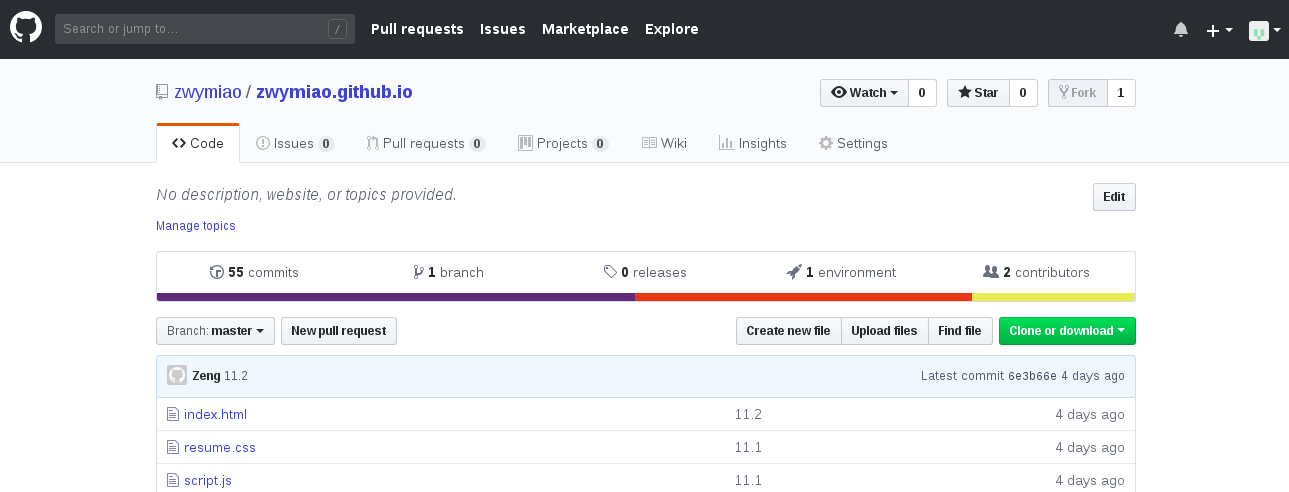 Search or jump to... / Pull requests Issues Marketplace Explore
zwymiao / zwymiao.github.io Watch 0 Star 0 Fork 1
Code Issues 0 Pull requests 0 Projects 0 Wiki Insights Settings
No description, website, or topics provided. Edit
Manage topics
55 commits 1 branch 0 releases 1 environment 2 contributors
Branch: master New pull request Create new file Upload files Find file Clone or download
Zeng 11.2 Latest commit 6e3b66e 4 days ago
index.html 11.2 4 days ago
resume.css 11.1 4 days ago
script.js 11.1 4 days ago